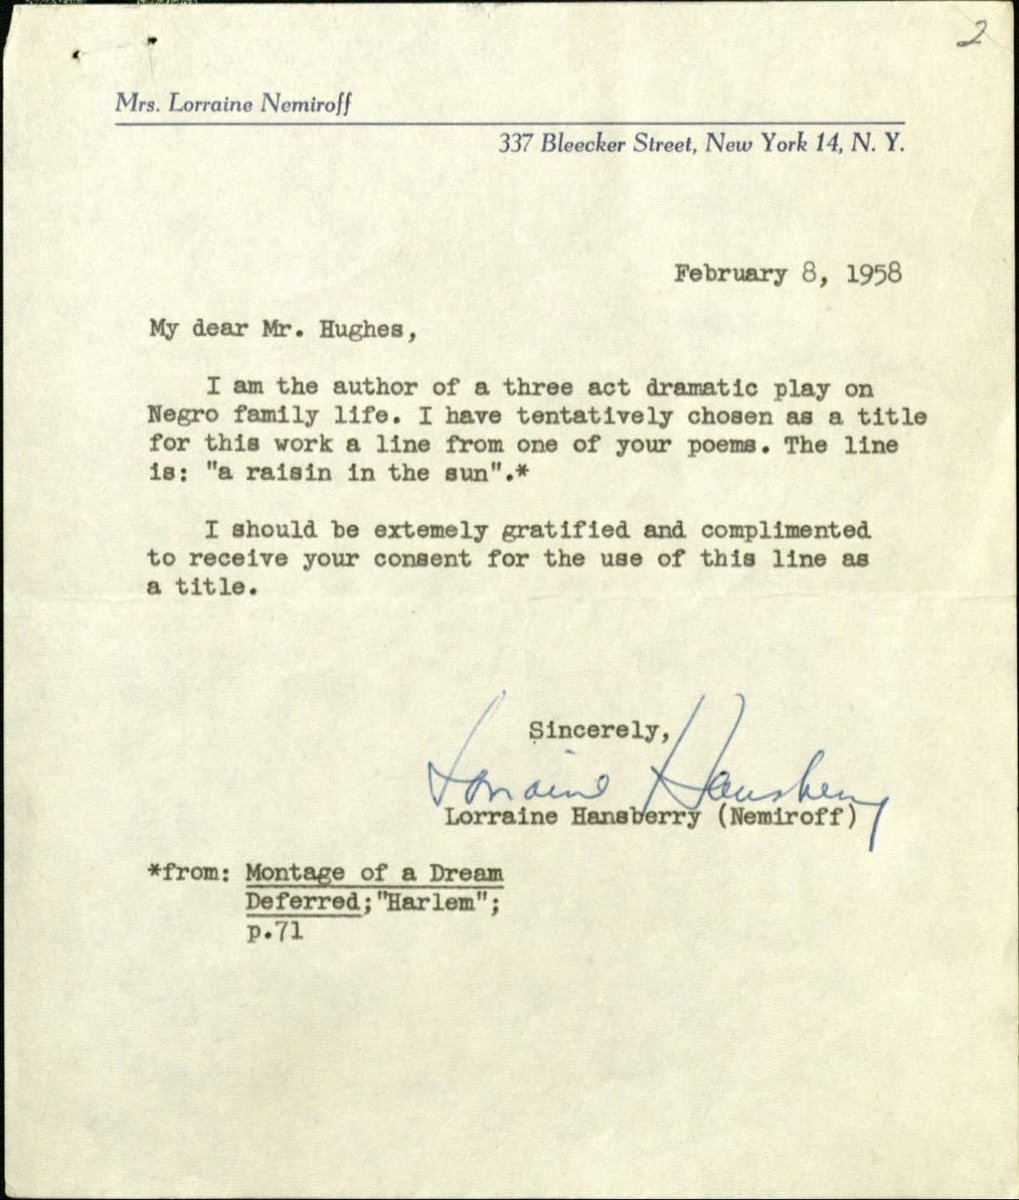 2
Mrs. Lorraine Nemiroff
337 Bleecker Street, New York 14, N. Y.
February 8, 1958
My dear Mr. Hughes,
I am the author of a three act dramatic play on
Negro family life. I have tentatively chosen as a title
for this work a line from one of your poems. The line
is: "a raisin in the sun".*
I should be extemely gratified and complimented
to receive your consent for the use of this line as
a title.
Sincerely,
Lorraine Hansberry
Lorraine Hansberry (Nemiroff)
*from: Montage of a Dream
Deferred;"Harlem";
p.71